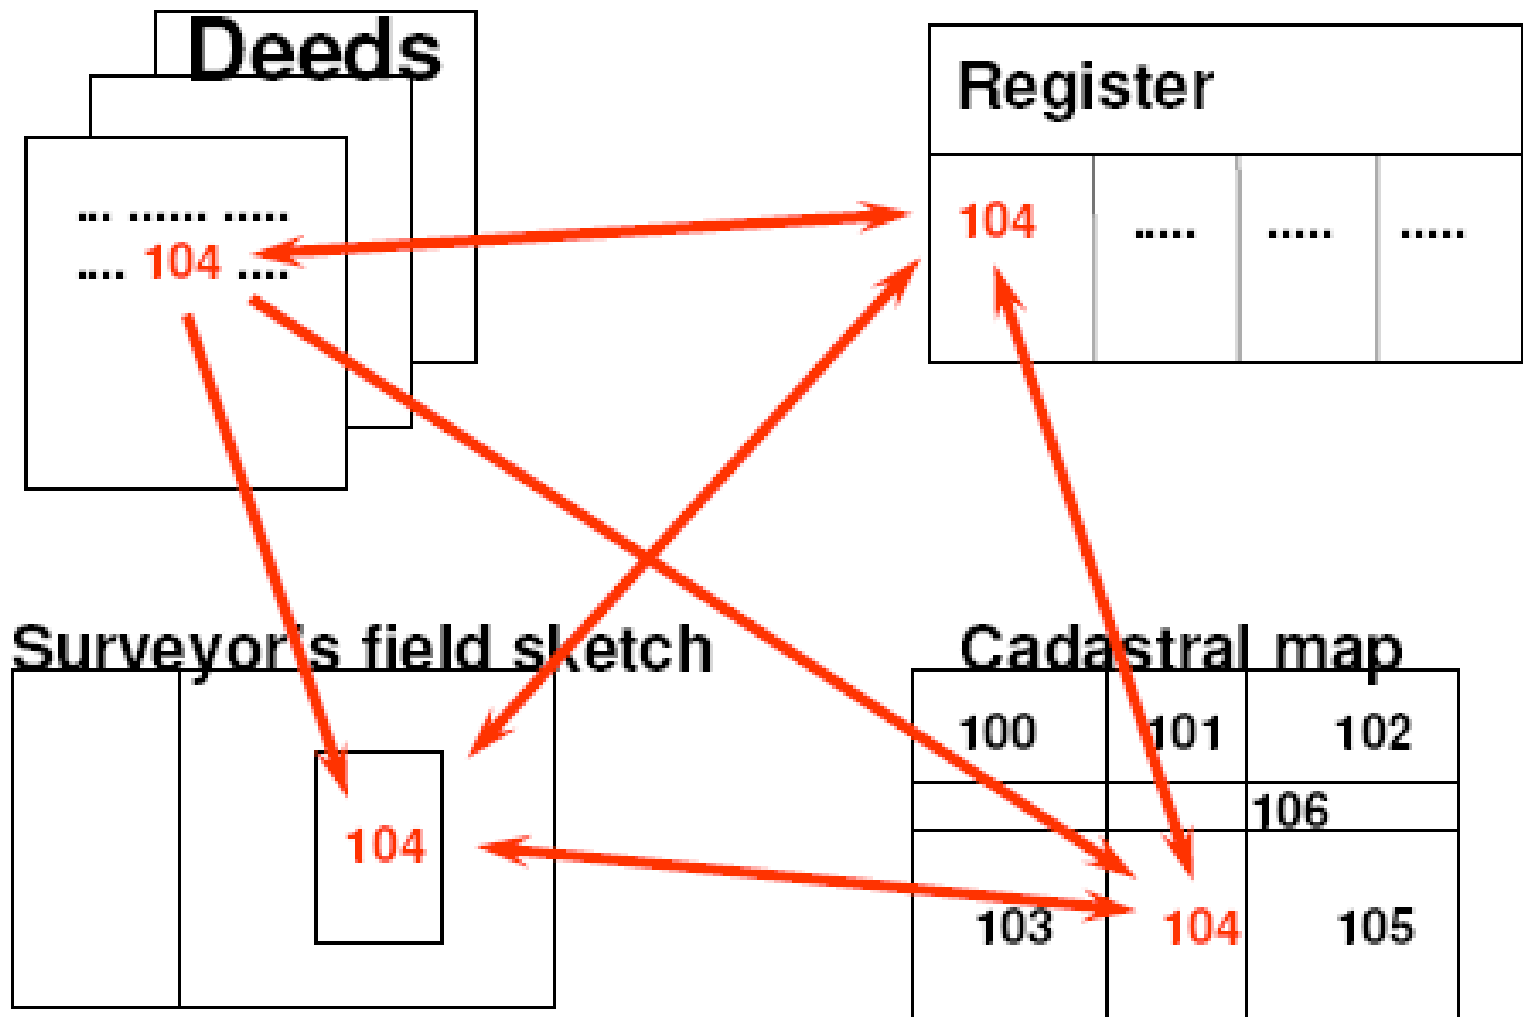 Deeds
... ...... .....
104
.... .....
Register
104 ..... ..... .....
Surveyor's field sketch
104
Cadastral map
100 101 102
106
103 104 105